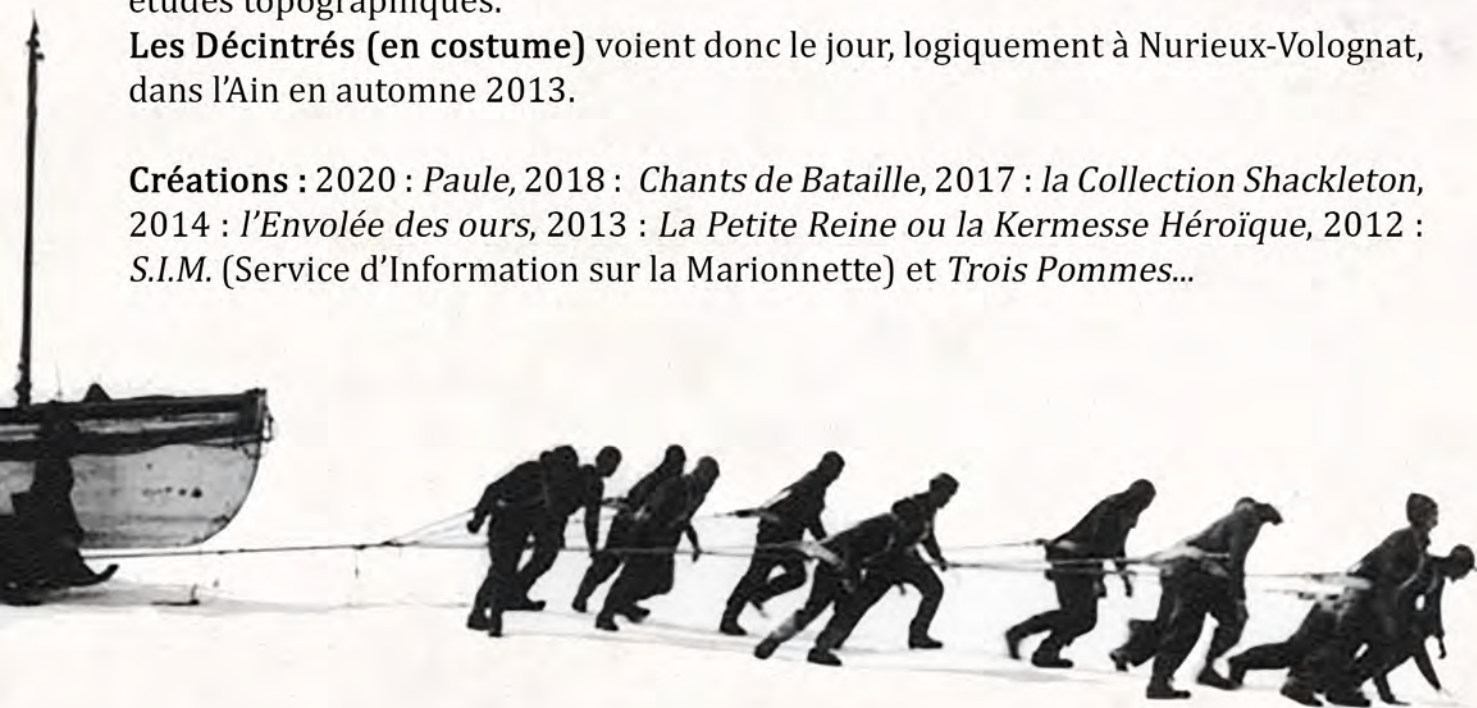 études topographiques.
Les Décintrés (en costume) voient donc le jour, logiquement à Nurieux-Volognat,
dans l'Ain en automne 2013.
Créations : 2020 : Paule, 2018 : Chants de Bataille, 2017 : la Collection Shackleton,
2014 : l'Envolée des ours, 2013 : La Petite Reine ou la Kermesse Héroïque, 2012 :
S.I.M. (Service d'Information sur la Marionnette) et Trois Pommes...